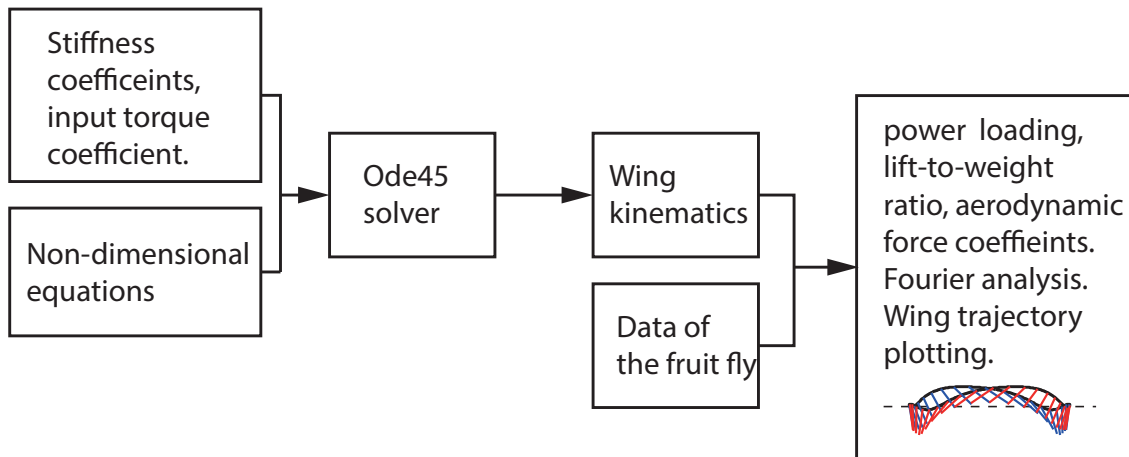 Stiffness
coefficeints,
input torque
coefficient.
Non-dimensional
equations
Ode45
solver
Wing
kinematics
Data of
the fruit fly
power loading,
lift-to-weight
ratio, aerodynamic
force coeffieints.
Fourier analysis.
Wing trajectory
plotting.